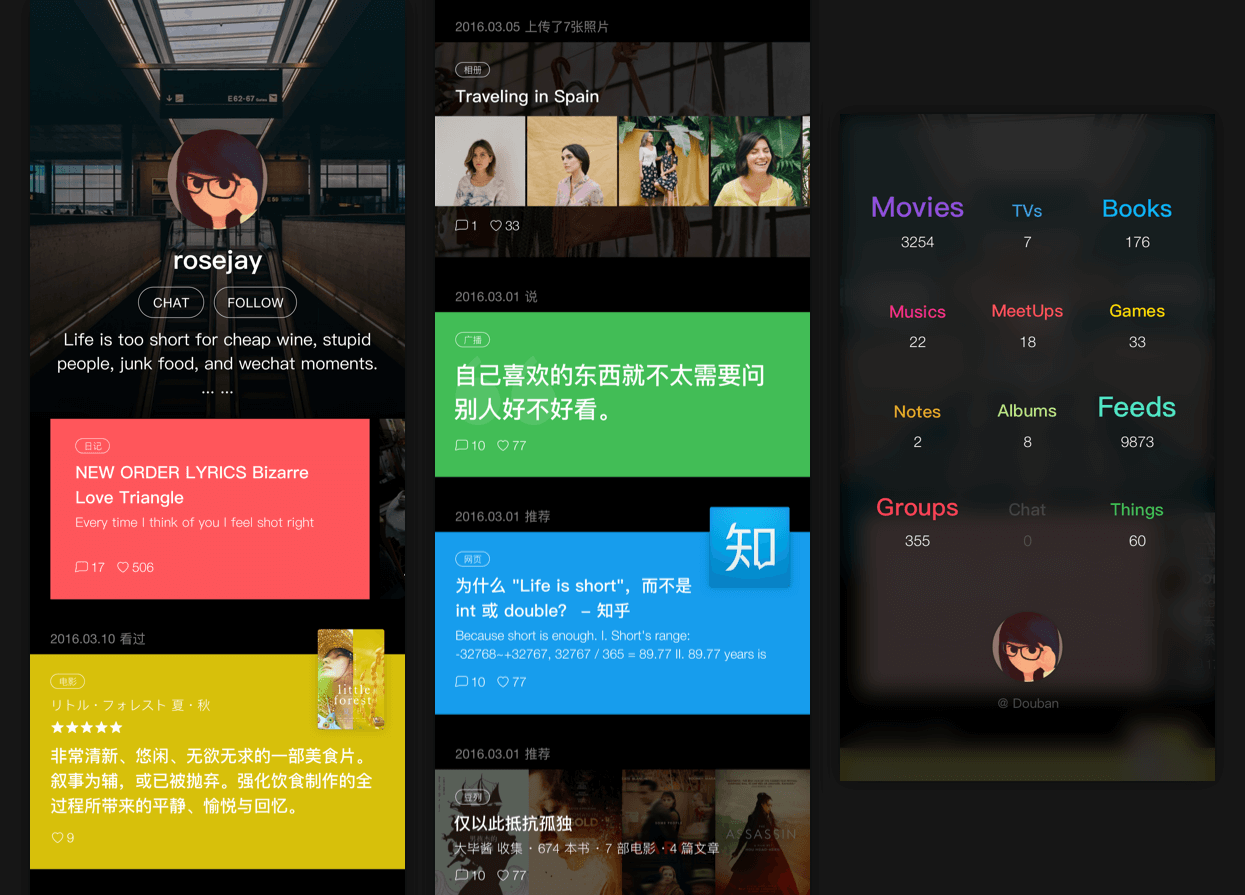 E62-67
rosejay
CHAT
FOLLOW
Life is too short for cheap wine, stupid
people, junk food, and wechat moments.
... ...
日记
NEW ORDER LYRICS Bizarre
Love Triangle
Every time I think of you I feel shot right
17 506
2016.03.10 看过
little
forest
电影
リトル・フォレスト 夏・秋
非常清新、悠闲、无欲无求的一部美食片。
叙事为辅，或已被抛弃。强化饮食制作的全
过程所带来的平静、愉悦与回忆。
9
2016.03.05 上传了7张照片
相册
Traveling in Spain
1 33
2016.03.01 说
广播
自己喜欢的东西就不太需要问
别人好不好看。
10 77
2016.03.01 推荐
知
网页
为什么 "Life is short"，而不是
int 或 double？ – 知乎
Because short is enough. I. Short's range:
-32768~+32767, 32767 / 365 = 89.77 II. 89.77 years is
10 77
2016.03.01 推荐
豆列
仅以此抵抗孤独
ASSASSIN
大毕酱 收集・674 本书・7 部电影・4 篇文章
10 77
Movies
3254
TVs
7
Books
176
Musics
22
MeetUps
18
Games
33
Notes
2
Albums
8
Feeds
9873
Groups
355
Chat
0
Things
60
@ Douban